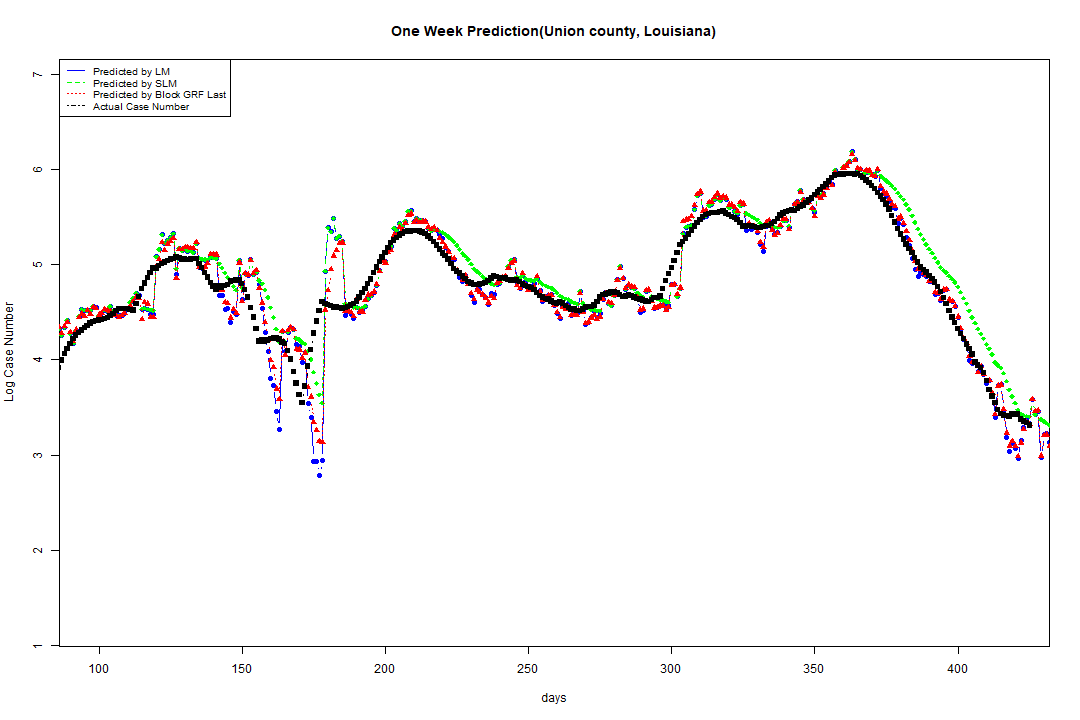 One Week Prediction(Union county, Louisiana)
Predicted by LM
Predicted by SLM
Predicted by Block GRF Last
Actual Case Number
7
6
5
4
3
2
1
Log Case Number
100 150 200 250 300 350 400
days